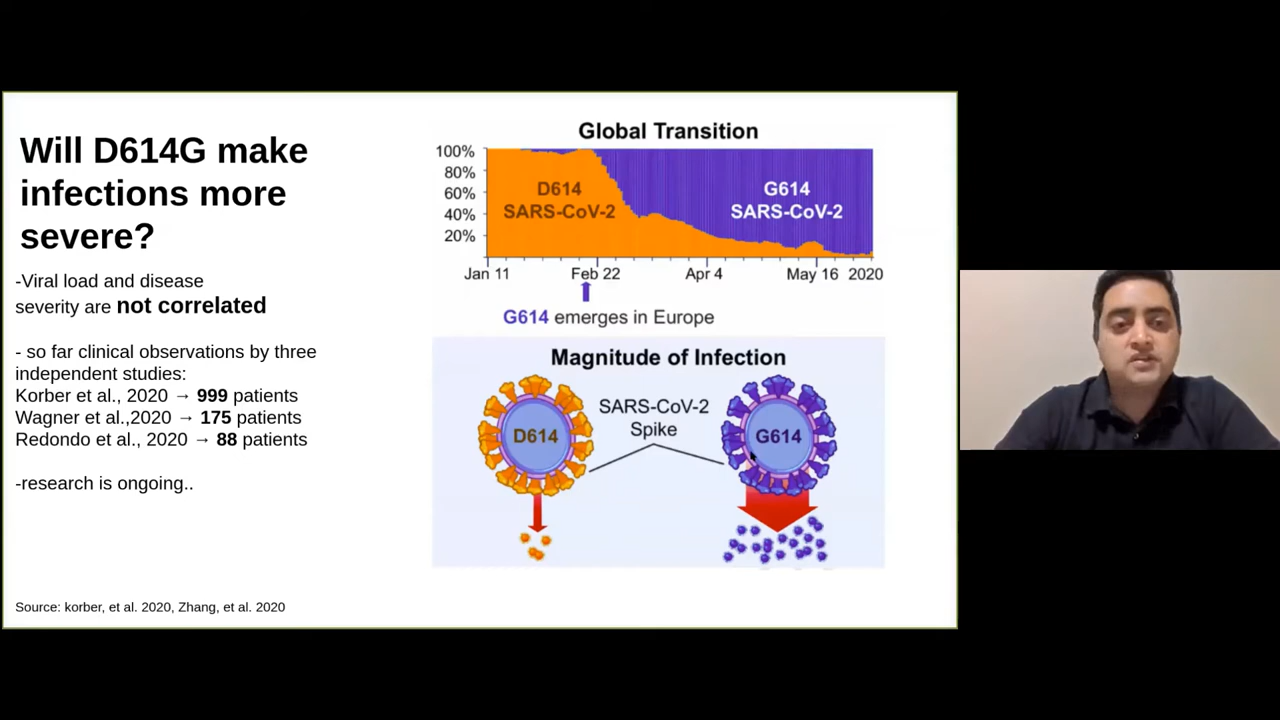 Will D614G make
infections more
severe?
-Viral load and disease
severity are not correlated
- so far clinical observations by three
independent studies:
Korber et al., 2020 → 999 patients
Wagner et al.,2020 → 175 patients
Redondo et al., 2020 → 88 patients
-research is ongoing..
Source: korber, et al. 2020, Zhang, et al. 2020
Global Transition
100%
80%
60%
40%
20%
D614
SARS-CoV-2
G614
SARS-CoV-2
Jan 11
Feb 22
Apr 4
May 16
2020
G614 emerges in Europe
Magnitude of Infection
D614
SARS-CoV-2
Spike
G614